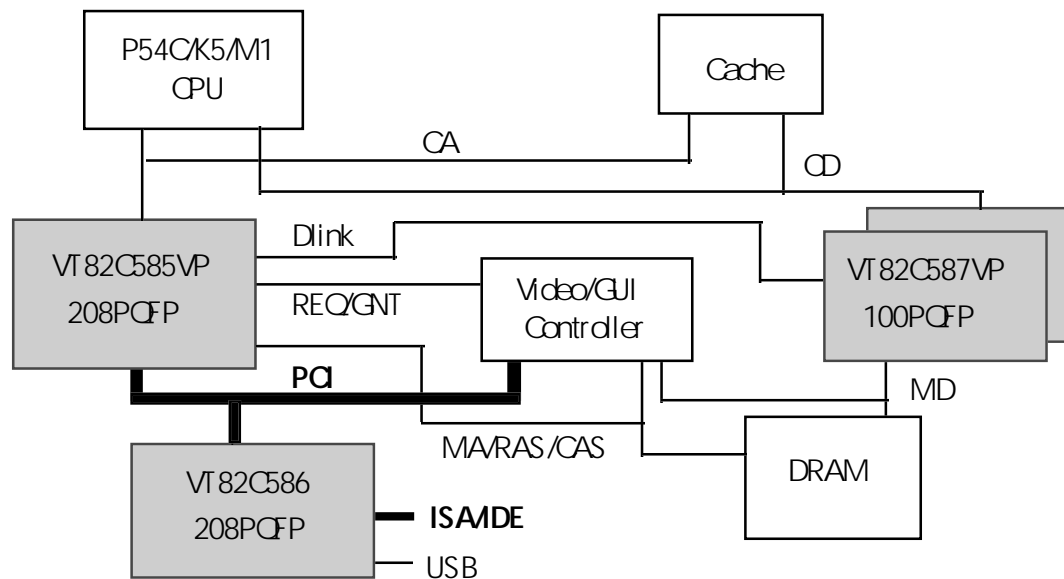 P54C/K5/M1
CPU
Cache
CA
CD
Dlink
VT82C585VP
208PQFP
REQ/GNT
Video/GUI
Controller
VT82C587VP
100PQFP
PCI
MD
MA/RAS/CAS
DRAM
VT82C586
208PQFP
ISA/IDE
USB